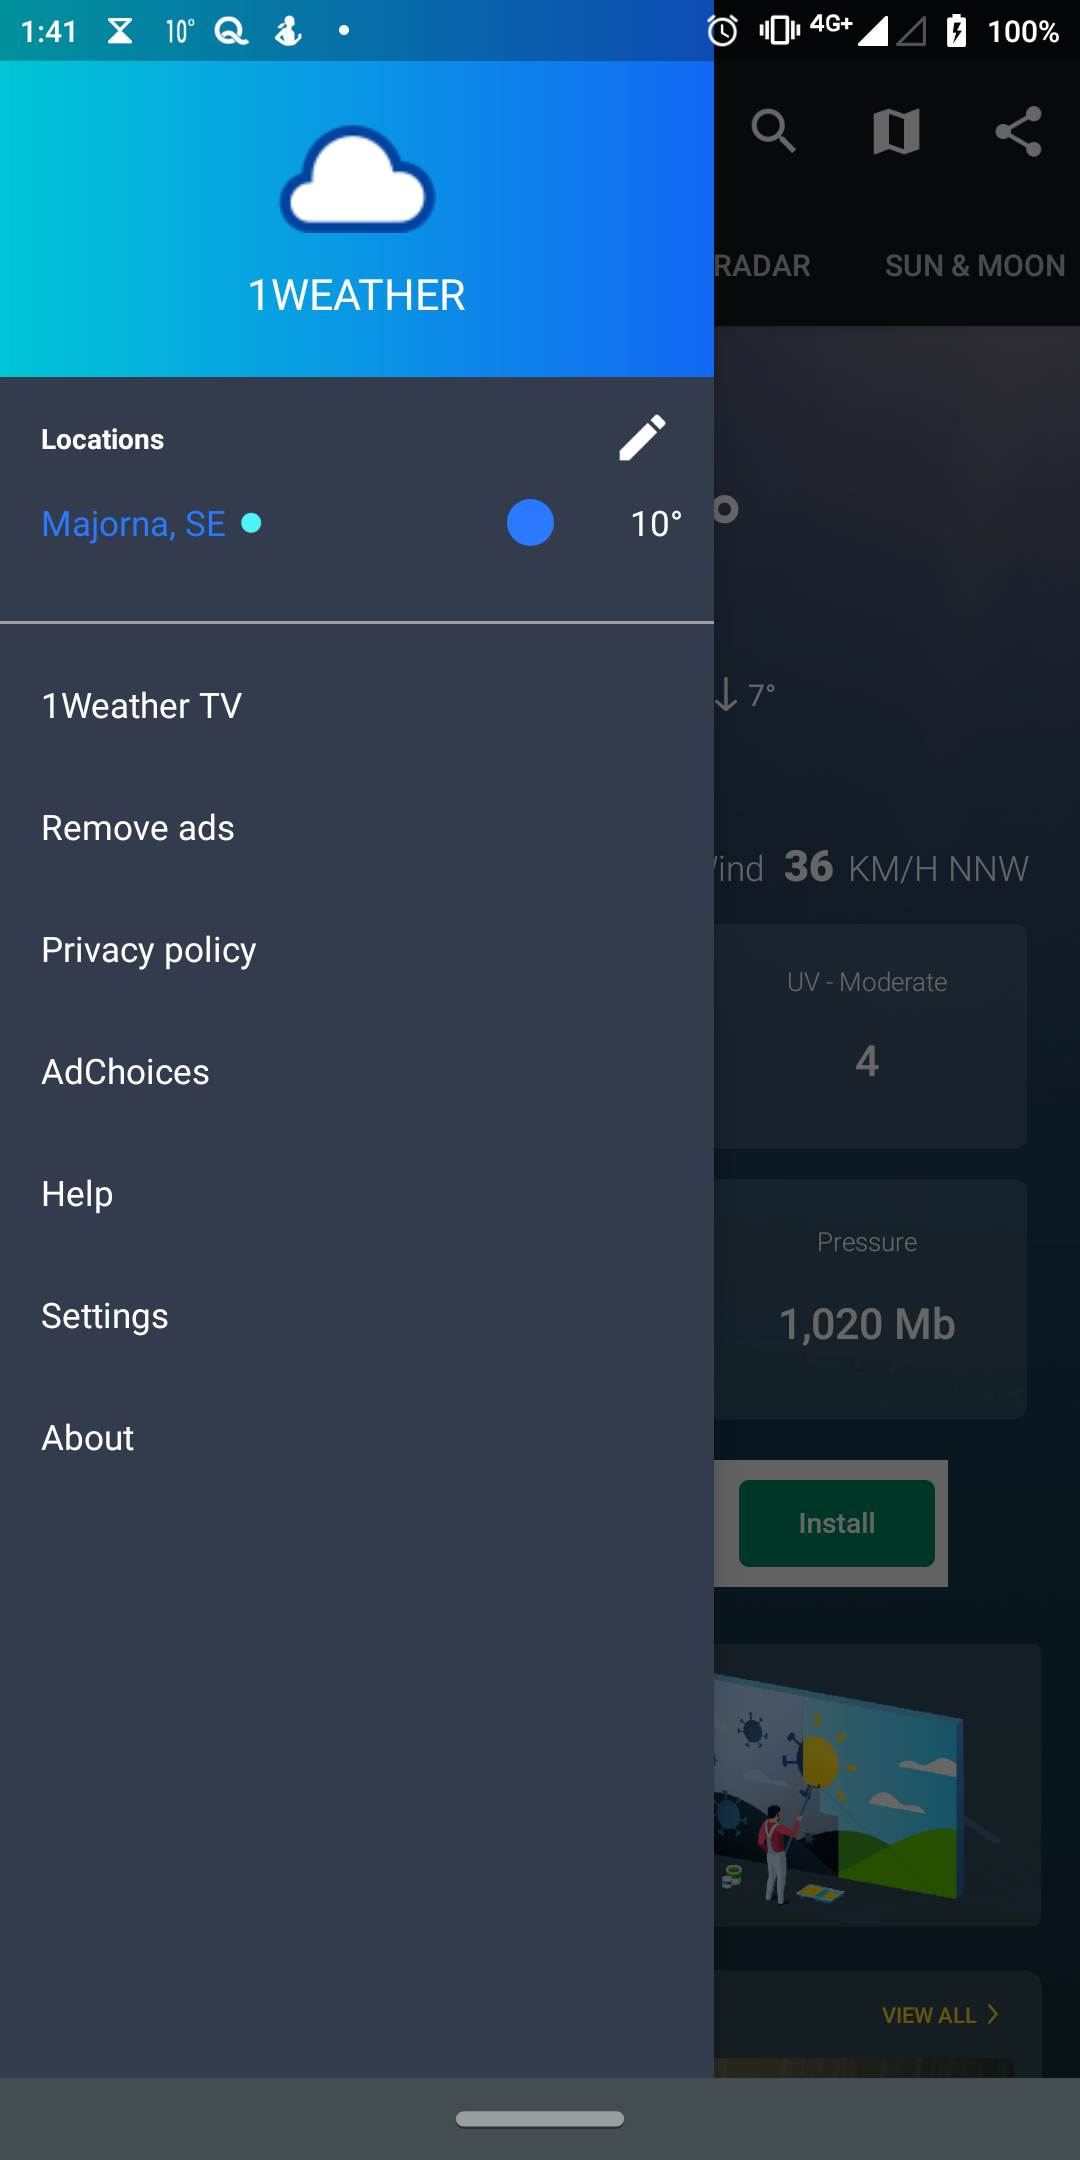 1:41 10° 4G+ 100%
1WEATHER
RADAR SUN & MOON
Locations
Majorna, SE 10°
7°
1Weather TV
Remove ads
ind 36 KM/H NNW
Privacy policy
UV - Moderate
4
AdChoices
Help
Pressure
Settings
1,020 Mb
About
Install
VIEW ALL